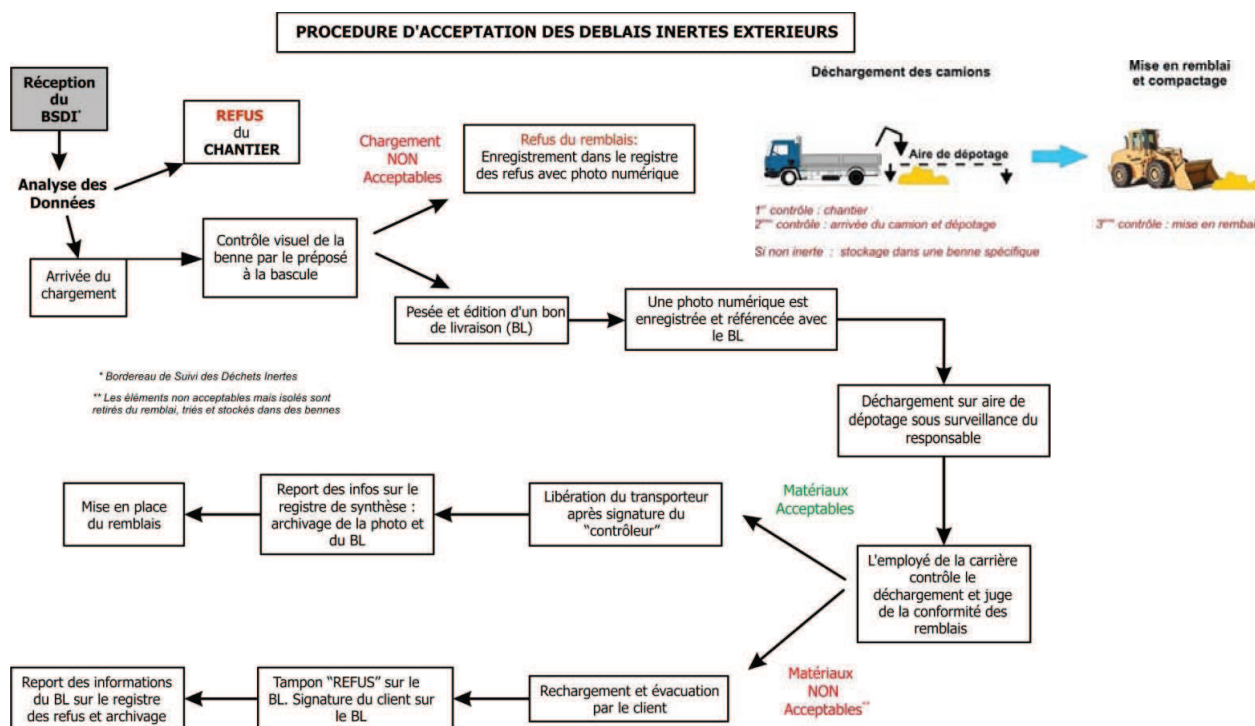 PROCEDURE D'ACCEPTATION DES DEBLAIS INERTES EXTERIEURS
Réception
du
BSDI*
REFUS
du
CHANTIER
Analyse des
Données
Arrivée du
chargement
Contrôle visuel de la
benne par le préposé
à la bascule
Chargement
NON
Acceptables
Refus du remblais:
Enregistrement dans le registre
des refus avec photo numérique
Déchargement des camions
Aire de dépotage
Mise en remblai
et compactage
1er contrôle : chantier
2ème contrôle : arrivée du camion et dépotage
Si non inerte : stockage dans une benne spécifique
3ème contrôle : mise en remblai
Pesée et édition d'un bon
de livraison (BL)
Une photo numérique est
enregistrée et référencée avec
le BL
* Bordereau de Suivi des Déchets Inertes
** Les éléments non acceptables mais isolés sont
retirés du remblai, triés et stockés dans des bennes
Déchargement sur aire de
dépotage sous surveillance du
responsable
L'employé de la carrière
contrôle le
déchargement et juge
de la conformité des
remblais
Matériaux
Acceptables
Libération du transporteur
après signature du
"contrôleur"
Report des infos sur le
registre de synthèse :
archivage de la photo et
du BL
Mise en place
du remblais
Matériaux
NON
Acceptables**
Rechargement et évacuation
par le client
Tampon "REFUS" sur le
BL. Signature du client sur
le BL
Report des informations
du BL sur le registre
des refus et archivage